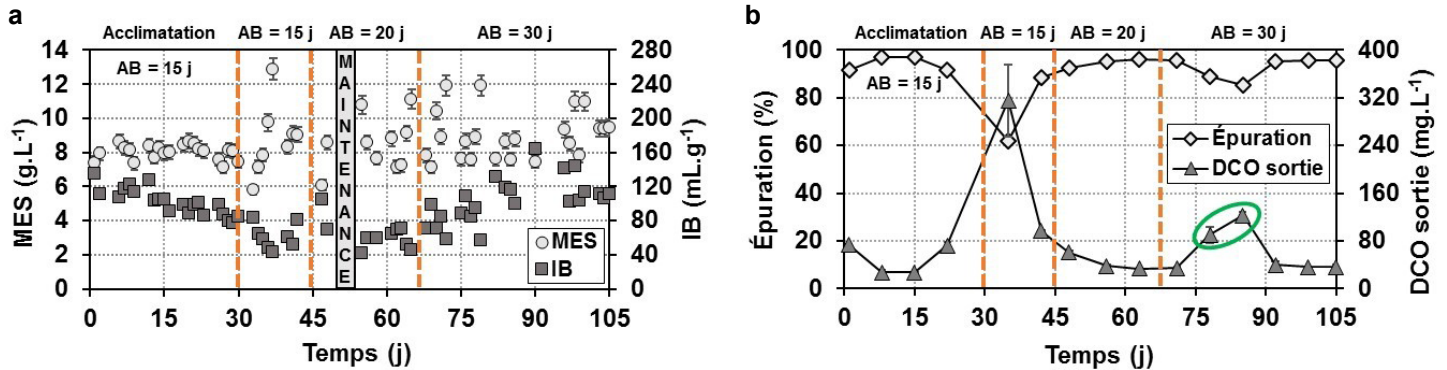 a
Acclimatation
AB = 15 j
AB = 20 j
AB = 30 j
AB = 15 j
MES (g.L-1)
14
12
10
8
6
4
2
0
MAINTENANCE
MES
IB
280
240
200
160
120
80
40
0
IB (mL.g-1)
0 15 30 45 60 75 90 105
Temps (j)
b
Acclimatation
AB = 15 j
AB = 20 j
AB = 30 j
AB = 15 j
Épuration (%)
100
80
60
40
20
0
Épuration
DCO sortie
400
320
240
160
80
0
DCO sortie (mg.L-1)
0 15 30 45 60 75 90 105
Temps (j)